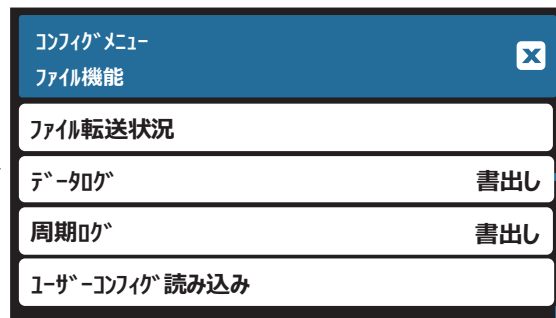 ｺﾝﾌｨｸﾞﾒﾆｭｰ
ﾌｧｲﾙ機能
X
ﾌｧｲﾙ転送状況
ﾃﾞｰﾀﾛｸﾞ 書出し
周期ﾛｸﾞ 書出し
ﾕｰｻﾞｰｺﾝﾌｨｸﾞ読み込み